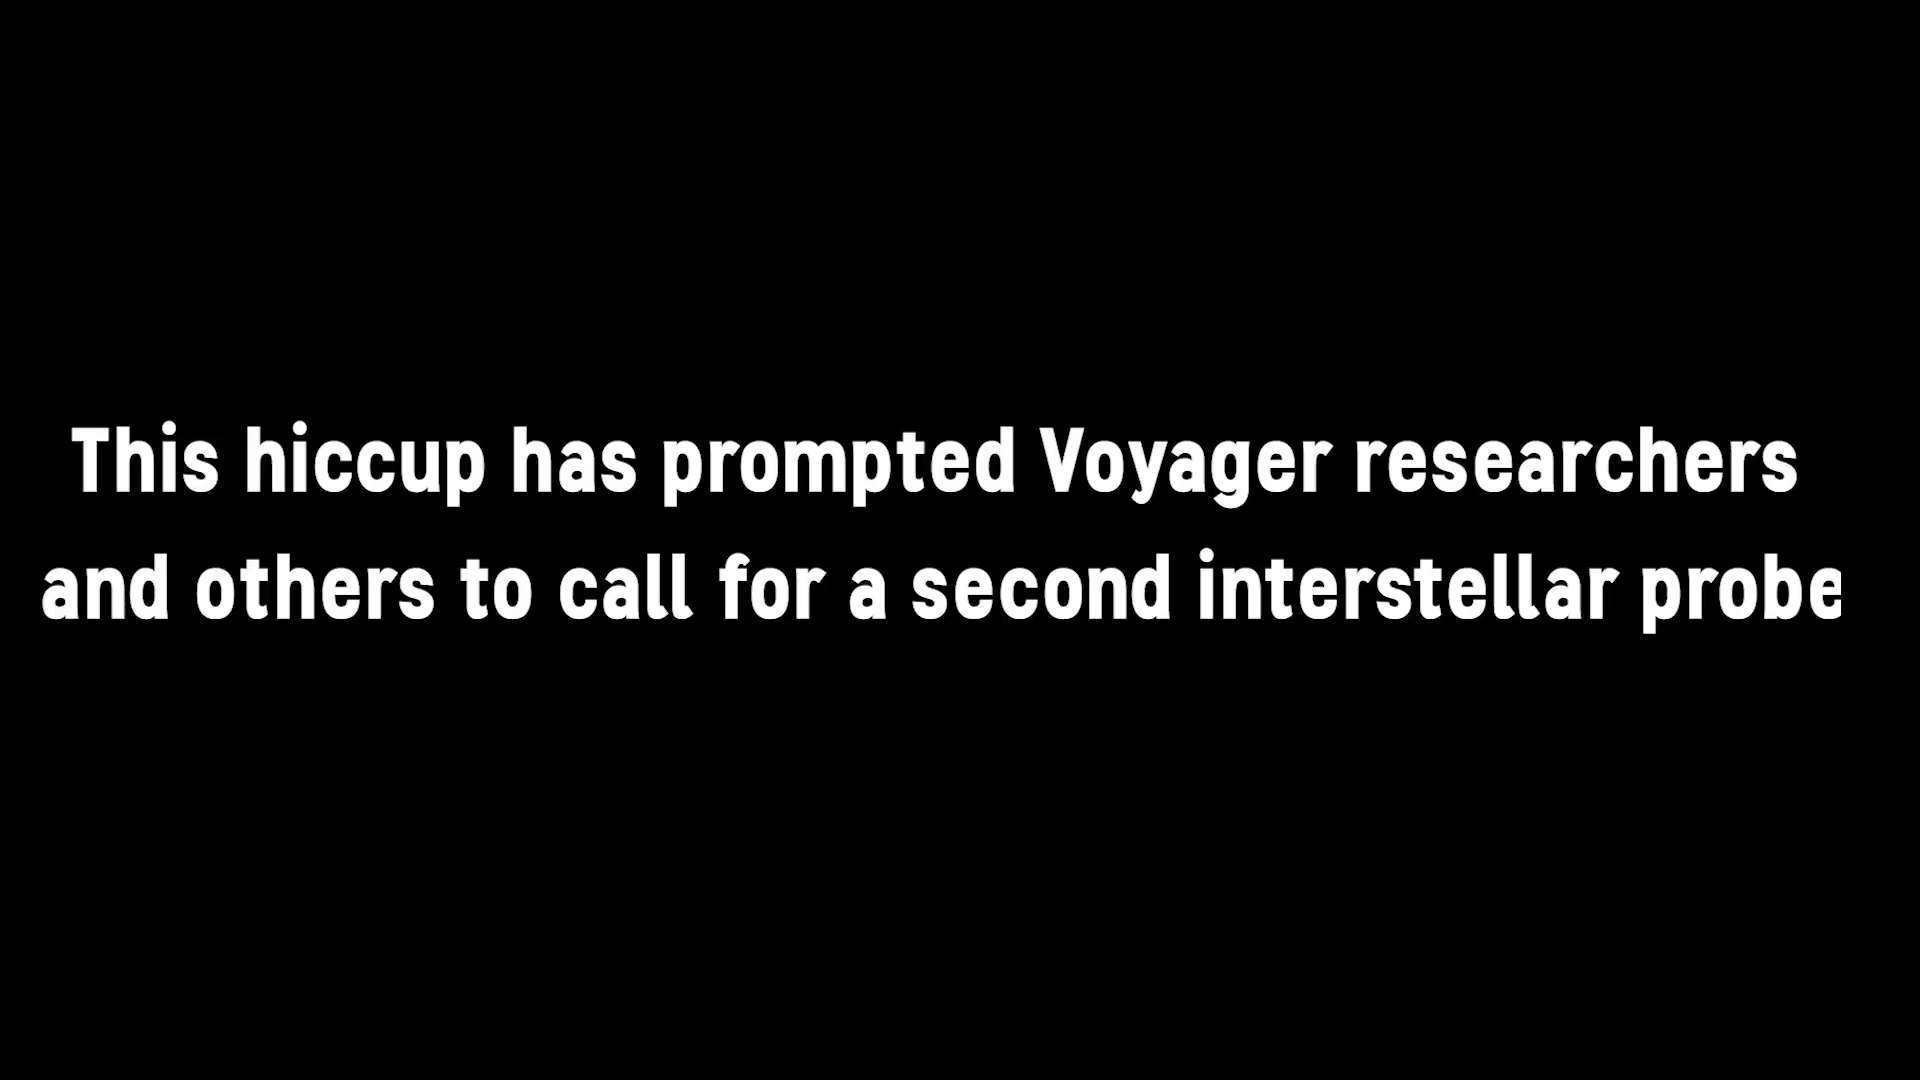 This hiccup has prompted Voyager researchers
and others to call for a second interstellar probe